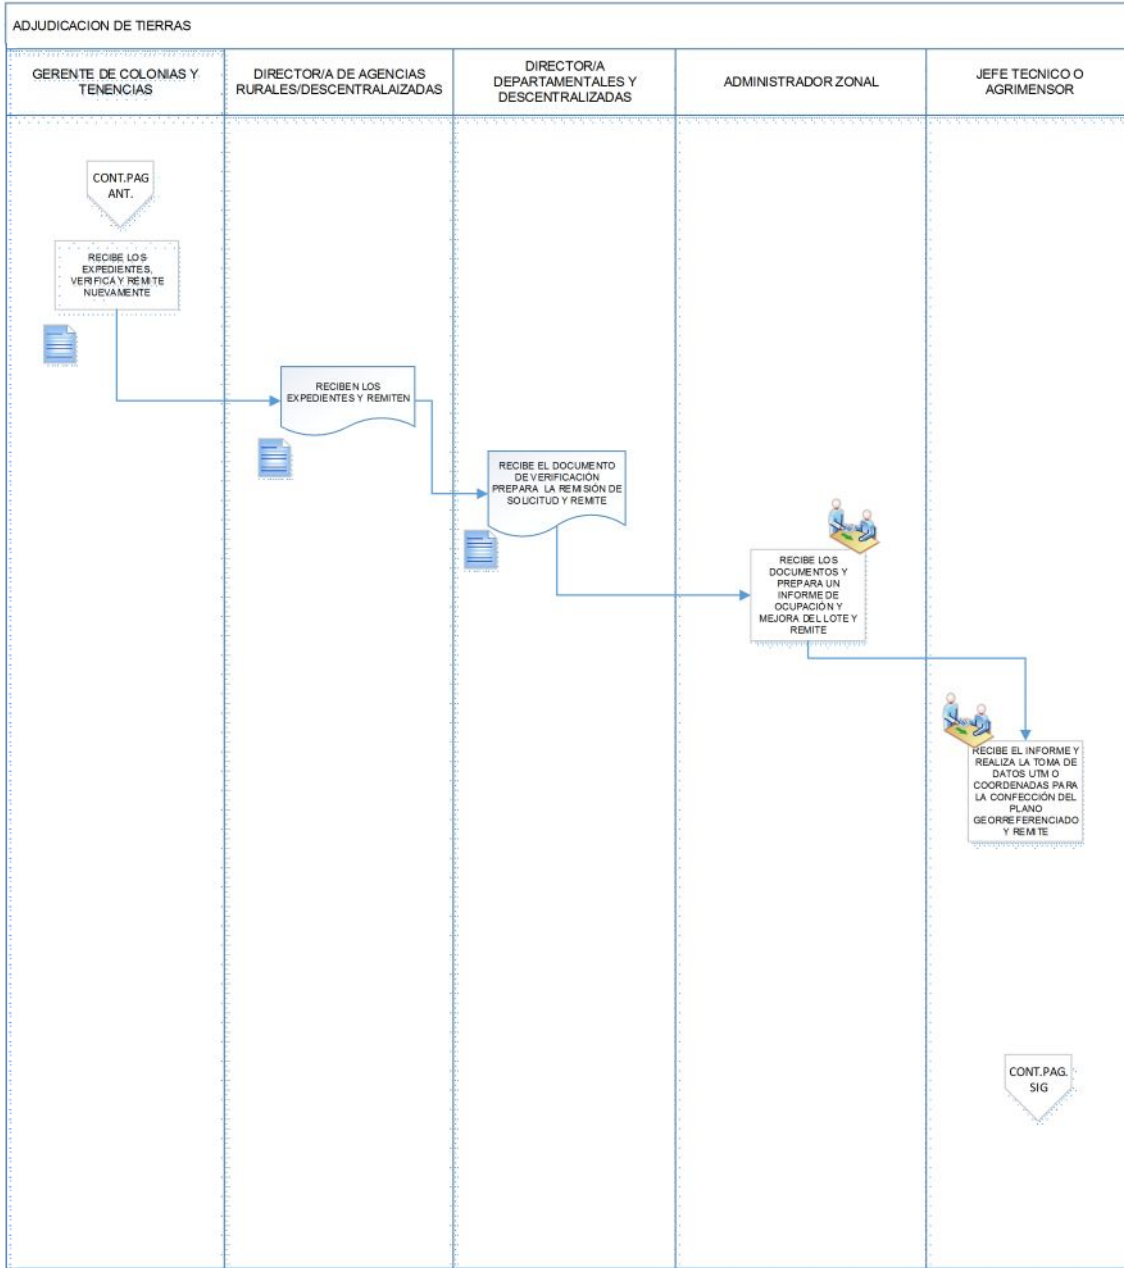 ADJUDICACION DE TIERRAS
GERENTE DE COLONIAS Y
TENENCIAS
DIRECTOR/A DE AGENCIAS
RURALES/DESCENTRALAIZADAS
DIRECTOR/A
DEPARTAMENTALES Y
DESCENTRALIZADAS
ADMINISTRADOR ZONAL
JEFE TECNICO O
AGRIMENSOR
CONT.PAG
ANT.
RECIBE LOS
EXPEDIENTES,
VERIFICA Y REMITE
NUEVAMENTE
RECIBEN LOS
EXPEDIENTES Y REMITEN
RECIBE EL DOCUMENTO
DE VERIFICACIÓN
PREPARA LA REMISIÓN DE
SOLICITUD Y REMITE
RECIBE LOS
DOCUMENTOS Y
PREPARA UN
INFORME DE
OCUPACIÓN Y
MEJORA DEL LOTE Y
REMITE
RECIBE EL INFORME Y
REALIZA LA TOMA DE
DATOS UTM O
COORDENADAS PARA
LA CONFECCIÓN DEL
PLANO
GEORREFERENCIADO
Y REMITE
CONT.PAG.
SIG